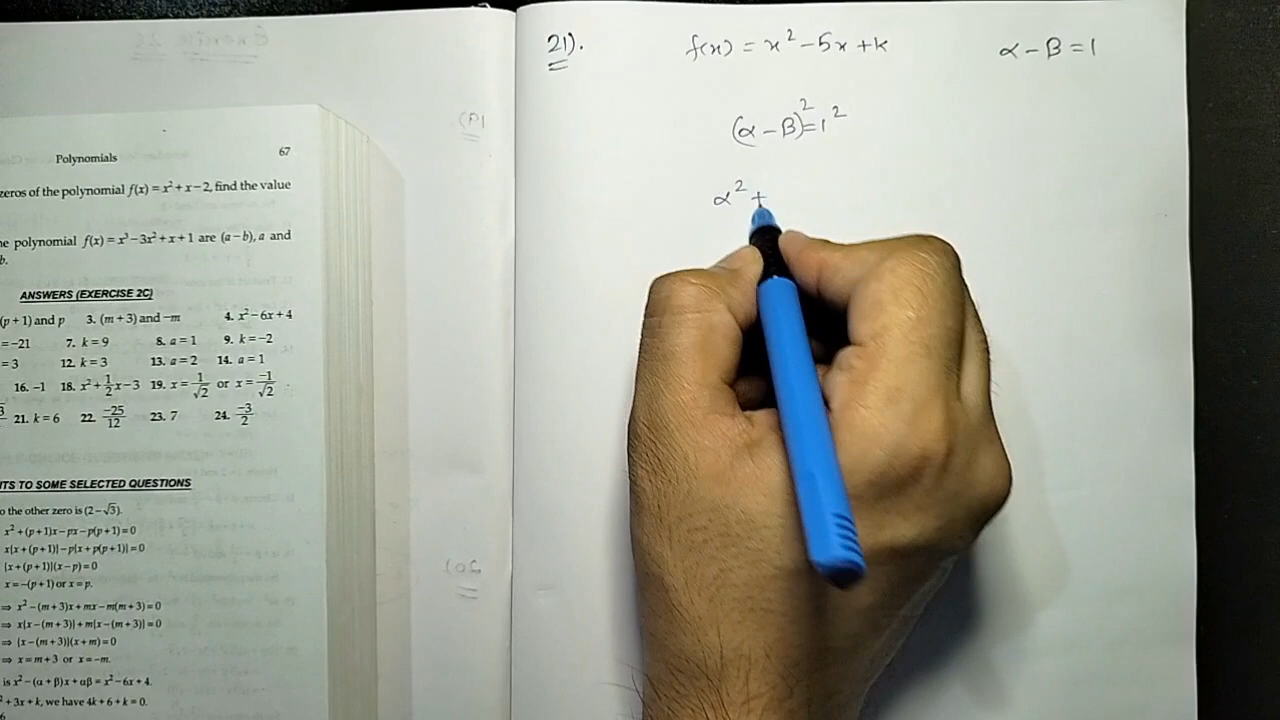 Polynomials 67
zeros of the polynomial f(x) = x² + x − 2, find the value
he polynomial f(x) = x³ − 3x² + x + 1 are (a − b), a and
b.
ANSWERS (EXERCISE 2C)
(p + 1) and p 3. (m + 3) and −m 4. x² − 6x + 4
= −21 7. k = 9 8. a = 1 9. k = −2
= 3 12. k = 3 13. a = 2 14. a = 1
16. −1 18. x² + 1/2 x − 3 19. x = 1/√2 or x = −1/√2
21. k = 6 22. −25/12 23. 7 24. −3/2
TS TO SOME SELECTED QUESTIONS
o the other zero is (2 − √3).
x² + (p + 1)x − px − p(p + 1) = 0
x{x + (p + 1)} − p{x + p(p + 1)} = 0
{x + (p + 1)}(x − p) = 0
x = −(p + 1) or x = p.
⇒ x² − (m + 3)x + mx − m(m + 3) = 0
⇒ x{x − (m + 3)} + m{x − (m + 3)} = 0
⇒ {x − (m + 3)}(x + m) = 0
⇒ x = m + 3 or x = −m.
is x² − (α + β)x + αβ = x² − 6x + 4.
² + 3x + k, we have 4k + 6 + k = 0.
21). f(x) = x² − 5x + k α − β = 1
(α − β)² = 1²
α² +